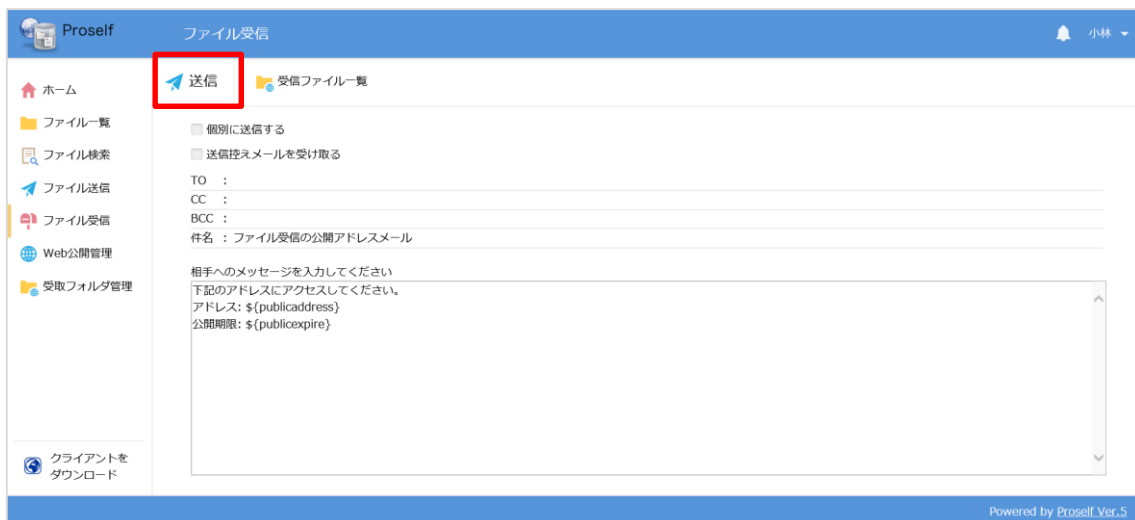 Proself
ファイル受信
小林
送信
受信ファイル一覧
ホーム
ファイル一覧
ファイル検索
ファイル送信
ファイル受信
Web公開管理
受取フォルダ管理
個別に送信する
送信控えメールを受け取る
TO :
CC :
BCC :
件名 : ファイル受信の公開アドレスメール
相手へのメッセージを入力してください
下記のアドレスにアクセスしてください。
アドレス: ${publicaddress}
公開期限: ${publicexpire}
クライアントを
ダウンロード
Powered by Proself Ver.5